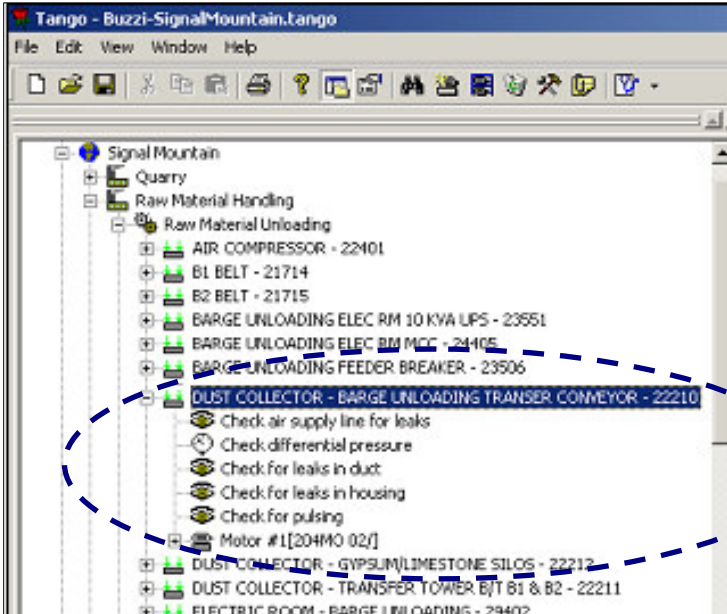 Tango - Buzzi-SignalMountain.tango
File Edit View Window Help
Signal Mountain
Quarry
Raw Material Handling
Raw Material Unloading
AIR COMPRESSOR - 22401
B1 BELT - 21714
B2 BELT - 21715
BARGE UNLOADING ELEC RM 10 KVA UPS - 23551
BARGE UNLOADING ELEC RM MCC - 24405
BARGE UNLOADING FEEDER BREAKER - 23506
DUST COLLECTOR - BARGE UNLOADING TRANSER CONVEYOR - 22210
Check air supply line for leaks
Check differential pressure
Check for leaks in duct
Check for leaks in housing
Check for pulsing
Motor #1[204MO 02/]
DUST COLLECTOR - GYPSUM/LIMESTONE SILOS - 22212
DUST COLLECTOR - TRANSFER TOWER B/T B1 & B2 - 22211
ELECTRIC ROOM - BARGE UNLOADING - 29402